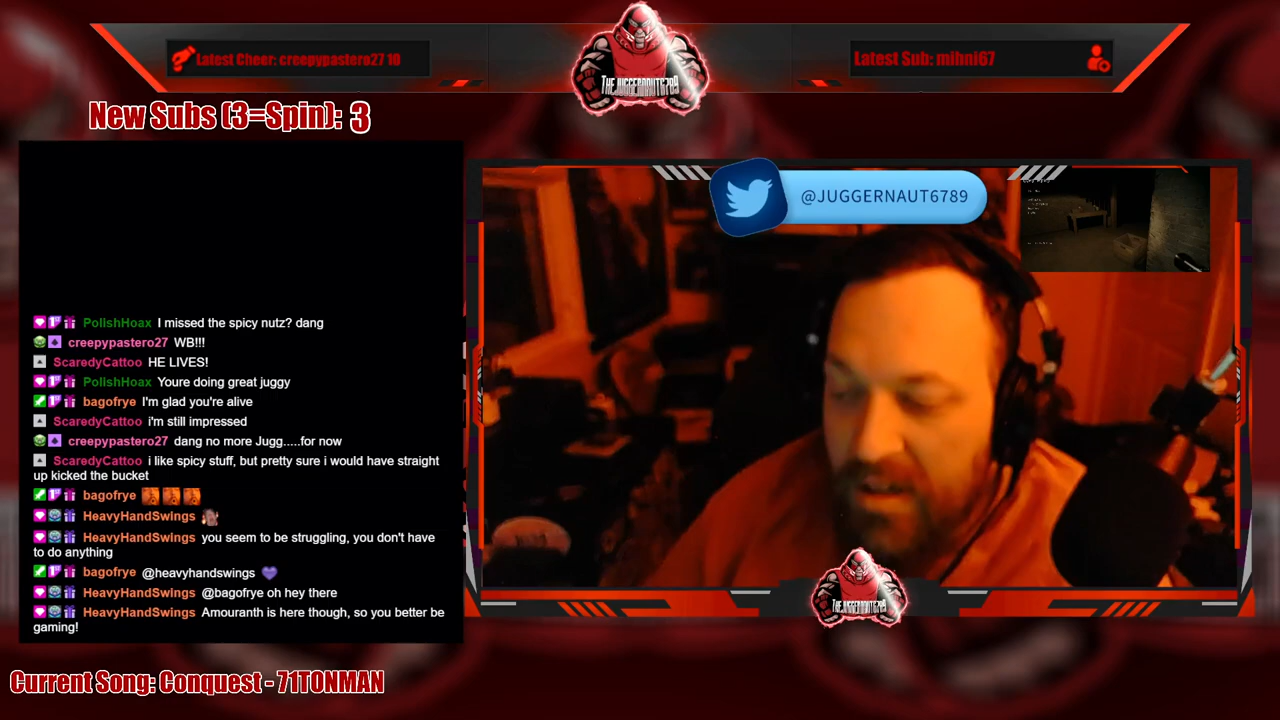 Latest Cheer: creepypastero27 10
THEJUGGERNAUT6789
Latest Sub: mihni67
New Subs (3=Spin): 3
@JUGGERNAUT6789
PolishHoax I missed the spicy nutz? dang
creepypastero27 WB!!!
ScaredyCattoo HE LIVES!
PolishHoax Youre doing great juggy
bagofrye I'm glad you're alive
ScaredyCattoo i'm still impressed
creepypastero27 dang no more Jugg.....for now
ScaredyCattoo i like spicy stuff, but pretty sure i would have straight
up kicked the bucket
bagofrye
HeavyHandSwings
HeavyHandSwings you seem to be struggling, you don't have
to do anything
bagofrye @heavyhandswings
HeavyHandSwings @bagofrye oh hey there
HeavyHandSwings Amouranth is here though, so you better be
gaming!
THEJUGGERNAUT6789
Current Song: Conquest - 71TONMAN